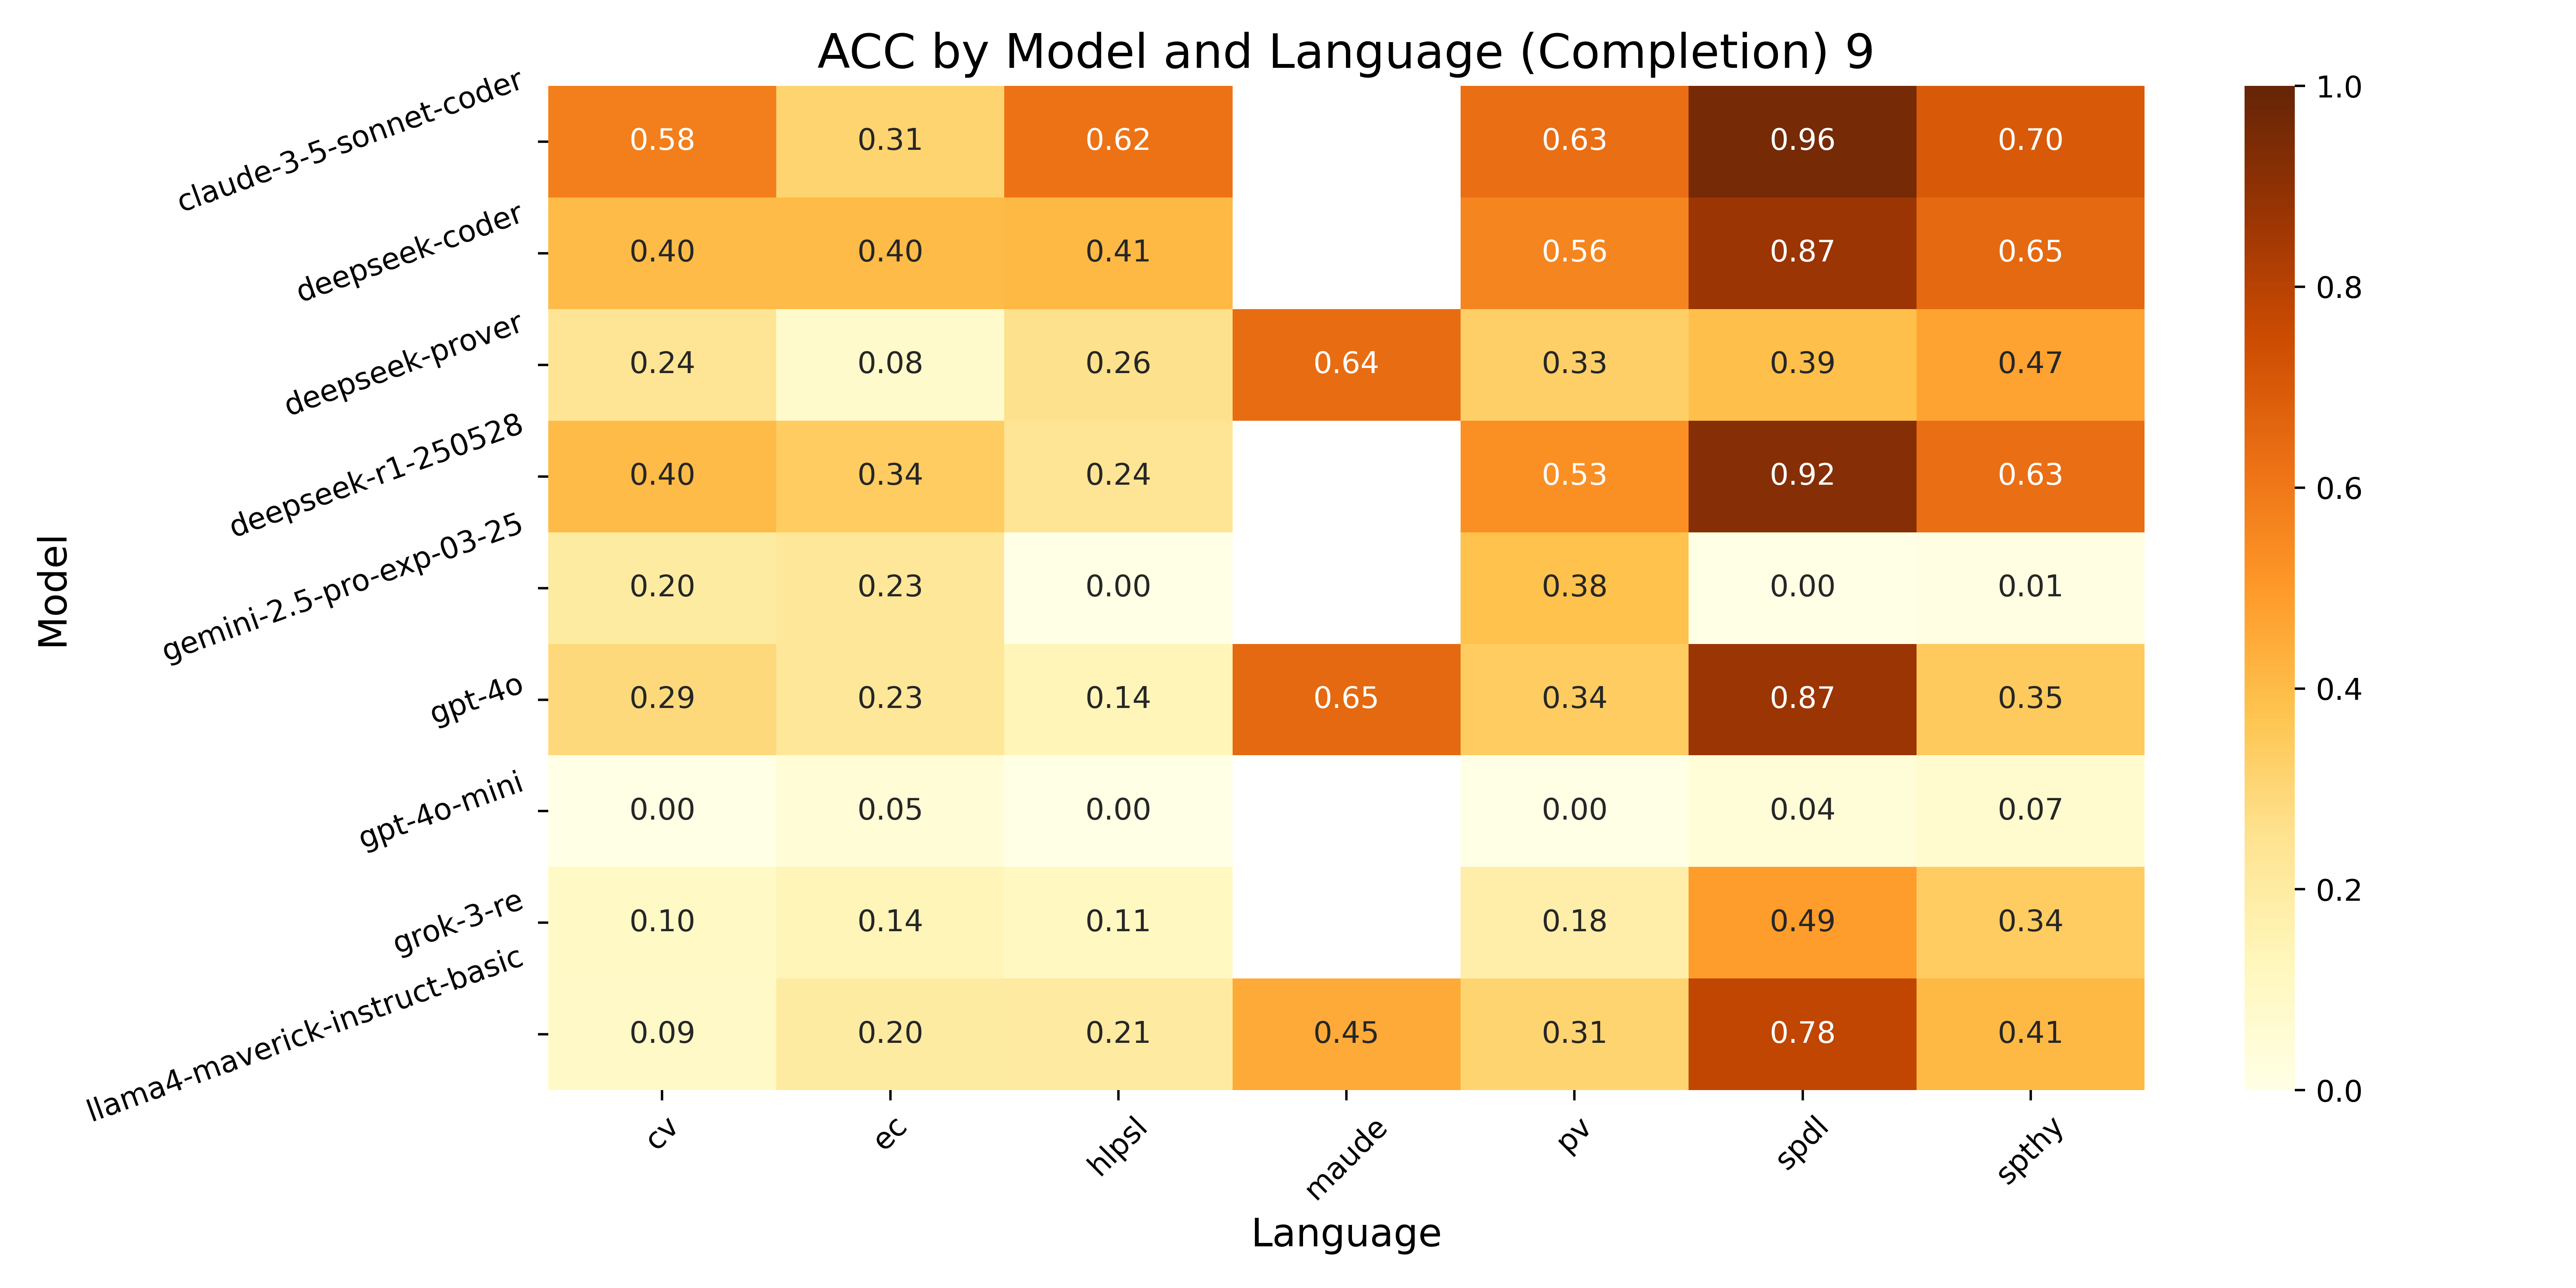 ACC by Model and Language (Completion) 9
Model
claude-3-5-sonnet-coder 0.58 0.31 0.62 0.63 0.96 0.70
deepseek-coder 0.40 0.40 0.41 0.56 0.87 0.65
deepseek-prover 0.24 0.08 0.26 0.64 0.33 0.39 0.47
deepseek-r1-250528 0.40 0.34 0.24 0.53 0.92 0.63
gemini-2.5-pro-exp-03-25 0.20 0.23 0.00 0.38 0.00 0.01
gpt-4o 0.29 0.23 0.14 0.65 0.34 0.87 0.35
gpt-4o-mini 0.00 0.05 0.00 0.00 0.04 0.07
grok-3-re 0.10 0.14 0.11 0.18 0.49 0.34
llama4-maverick-instruct-basic 0.09 0.20 0.21 0.45 0.31 0.78 0.41
cv ec hlpsl maude pv spdl spthy
Language
1.0
0.8
0.6
0.4
0.2
0.0